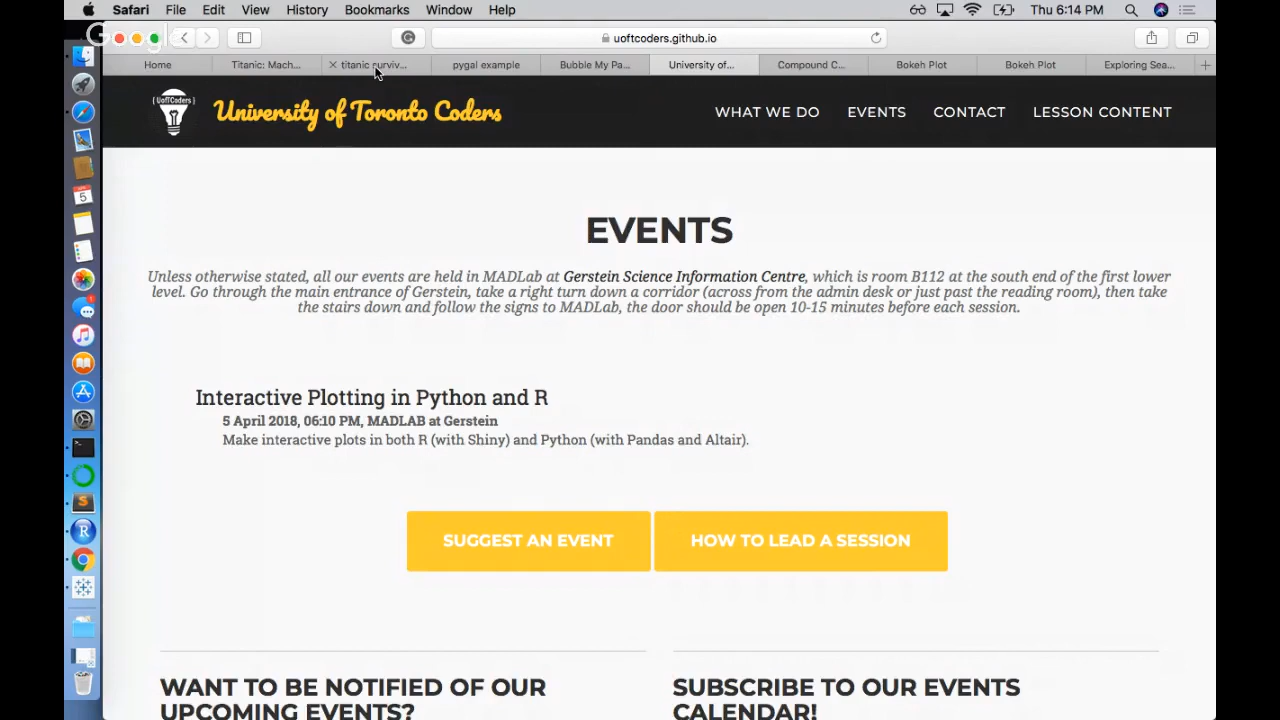 Safari File Edit View History Bookmarks Window Help Thu 6:14 PM
uoftcoders.github.io
Home Titanic: Mach... titanic surviv... pygal example Bubble My Pa... University of... Compound C... Bokeh Plot Bokeh Plot Exploring Sea...
{ UofTCoders } University of Toronto Coders WHAT WE DO EVENTS CONTACT LESSON CONTENT
EVENTS
Unless otherwise stated, all our events are held in MADLab at Gerstein Science Information Centre, which is room B112 at the south end of the first lower
level. Go through the main entrance of Gerstein, take a right turn down a corridor (across from the admin desk or just past the reading room), then take
the stairs down and follow the signs to MADLab, the door should be open 10-15 minutes before each session.
Interactive Plotting in Python and R
5 April 2018, 06:10 PM, MADLAB at Gerstein
Make interactive plots in both R (with Shiny) and Python (with Pandas and Altair).
SUGGEST AN EVENT HOW TO LEAD A SESSION
WANT TO BE NOTIFIED OF OUR
UPCOMING EVENTS?
SUBSCRIBE TO OUR EVENTS
CALENDAR!